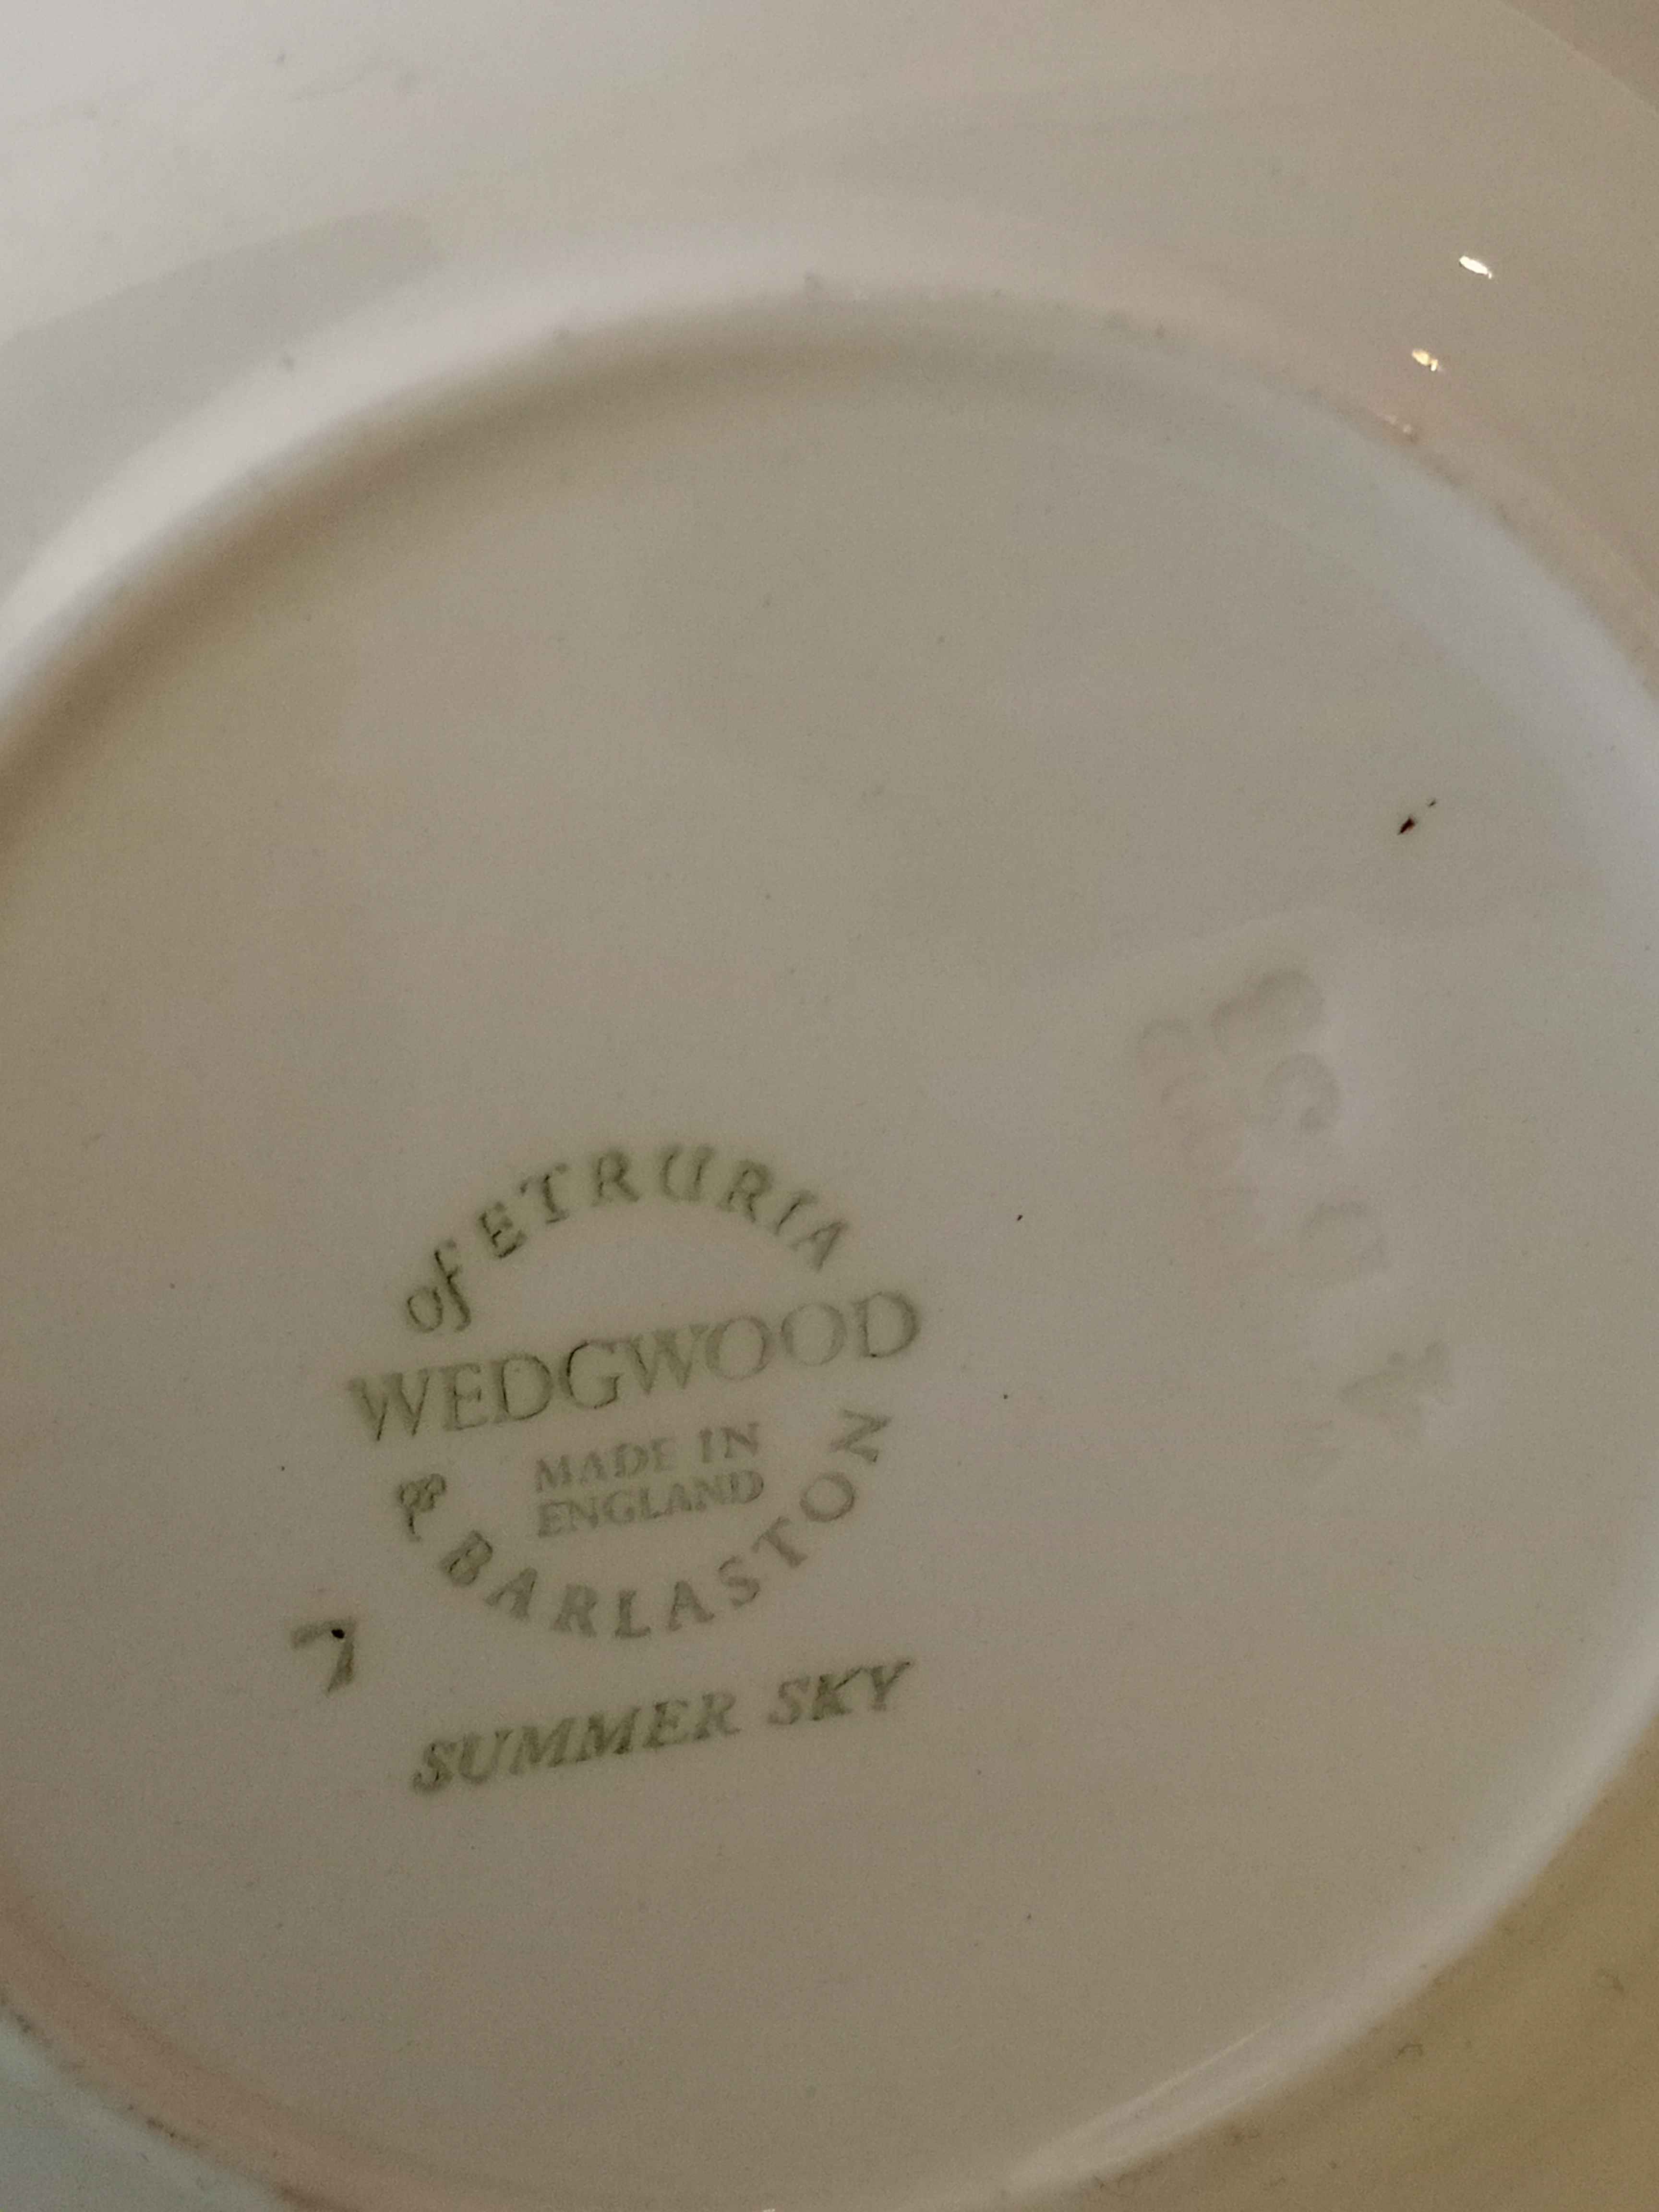 of ETRURIA
WEDGWOOD
MADE IN
ENGLAND
& BARLASTON
7
SUMMER SKY